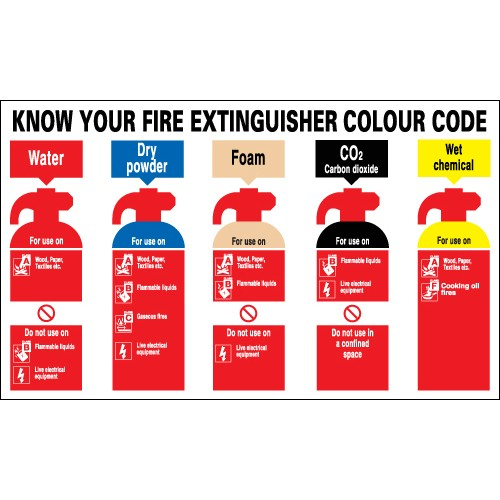 KNOW YOUR FIRE EXTINGUISHER COLOUR CODE
Water
For use on
A
Wood, Paper,
Textiles etc.
Do not use on
B
Flammable liquids
Live electrical
equipment
Dry
powder
For use on
A
Wood, Paper,
Textiles etc.
B
Flammable liquids
C
Gaseous fires
Live electrical
equipment
Foam
For use on
A
Wood, Paper,
Textiles etc.
B
Flammable liquids
Do not use on
Live electrical
equipment
CO2
Carbon dioxide
For use on
B
Flammable liquids
Live electrical
equipment
Do not use in
a confined
space
Wet
chemical
For use on
A
Wood, Paper,
Textiles etc.
F
Cooking oil
fires